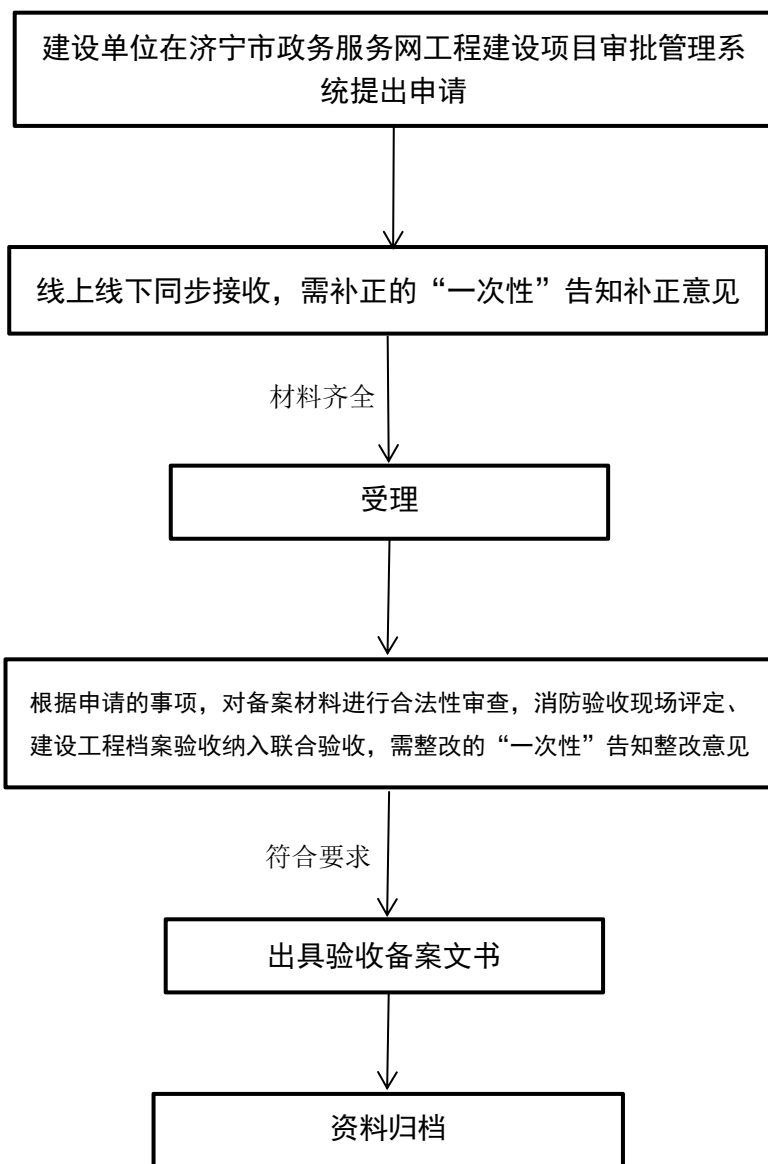 建设单位在济宁市政务服务网工程建设项目审批管理系
统提出申请
线上线下同步接收，需补正的“一次性”告知补正意见
材料齐全
受理
根据申请的事项，对备案材料进行合法性审查，消防验收现场评定、
建设工程档案验收纳入联合验收，需整改的“一次性”告知整改意见
符合要求
出具验收备案文书
资料归档